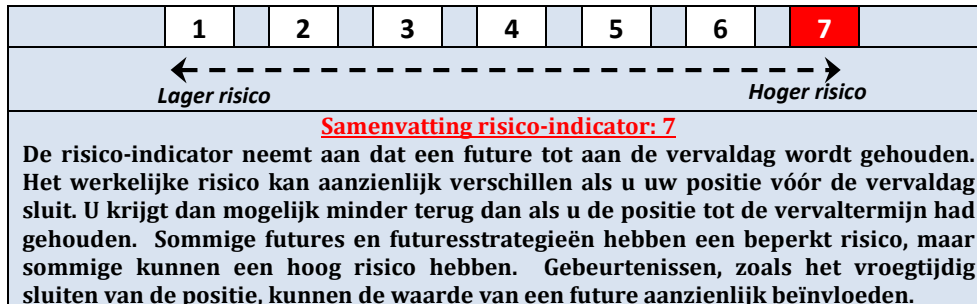 1 2 3 4 5 6 7
Lager risico Hoger risico
Samenvatting risico-indicator: 7
De risico-indicator neemt aan dat een future tot aan de vervaldag wordt gehouden.
Het werkelijke risico kan aanzienlijk verschillen als u uw positie vóór de vervaldag
sluit. U krijgt dan mogelijk minder terug dan als u de positie tot de vervaltermijn had
gehouden. Sommige futures en futuresstrategieën hebben een beperkt risico, maar
sommige kunnen een hoog risico hebben. Gebeurtenissen, zoals het vroegtijdig
sluiten van de positie, kunnen de waarde van een future aanzienlijk beïnvloeden.